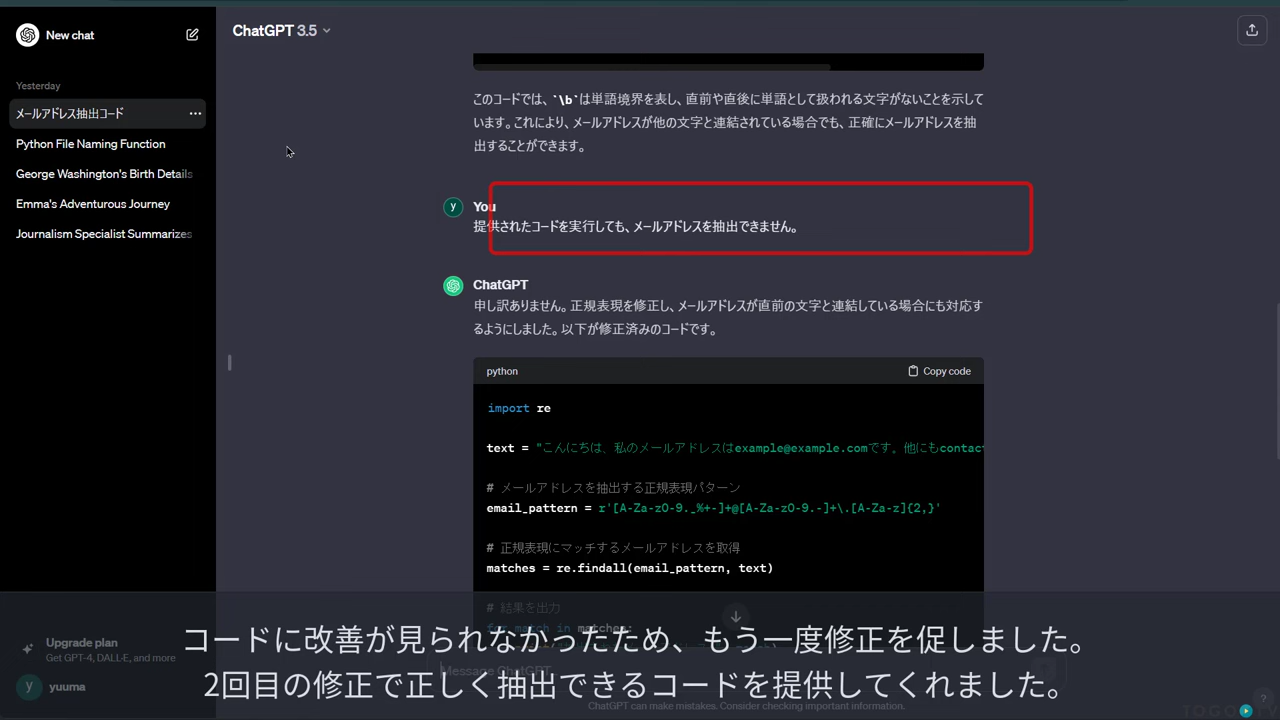 New chat
ChatGPT 3.5
Yesterday
メールアドレス抽出コード
Python File Naming Function
George Washington's Birth Details
Emma's Adventurous Journey
Journalism Specialist Summarizes
このコードでは、`\b`は単語境界を表し、直前や直後に単語として扱われる文字がないことを示して
います。これにより、メールアドレスが他の文字と連結されている場合でも、正確にメールアドレスを抽
出することができます。
y
You
提供されたコードを実行しても、メールアドレスを抽出できません。
ChatGPT
申し訳ありません。正規表現を修正し、メールアドレスが直前の文字と連結している場合にも対応す
るようにしました。以下が修正済みのコードです。
python
Copy code
import re
text = "こんにちは、私のメールアドレスはexample@example.comです。他にもcontact
# メールアドレスを抽出する正規表現パターン
email_pattern = r'[A-Za-z0-9._%+-]+@[A-Za-z0-9.-]+\.[A-Za-z]{2,}'
# 正規表現にマッチするメールアドレスを取得
matches = re.findall(email_pattern, text)
# 結果を出力
for match in matches:
Upgrade plan
Get GPT-4, DALL·E, and more
y
yuuma
Message ChatGPT
コードに改善が見られなかったため、もう一度修正を促しました。
2回目の修正で正しく抽出できるコードを提供してくれました。
ChatGPT can make mistakes. Consider checking important information.
?